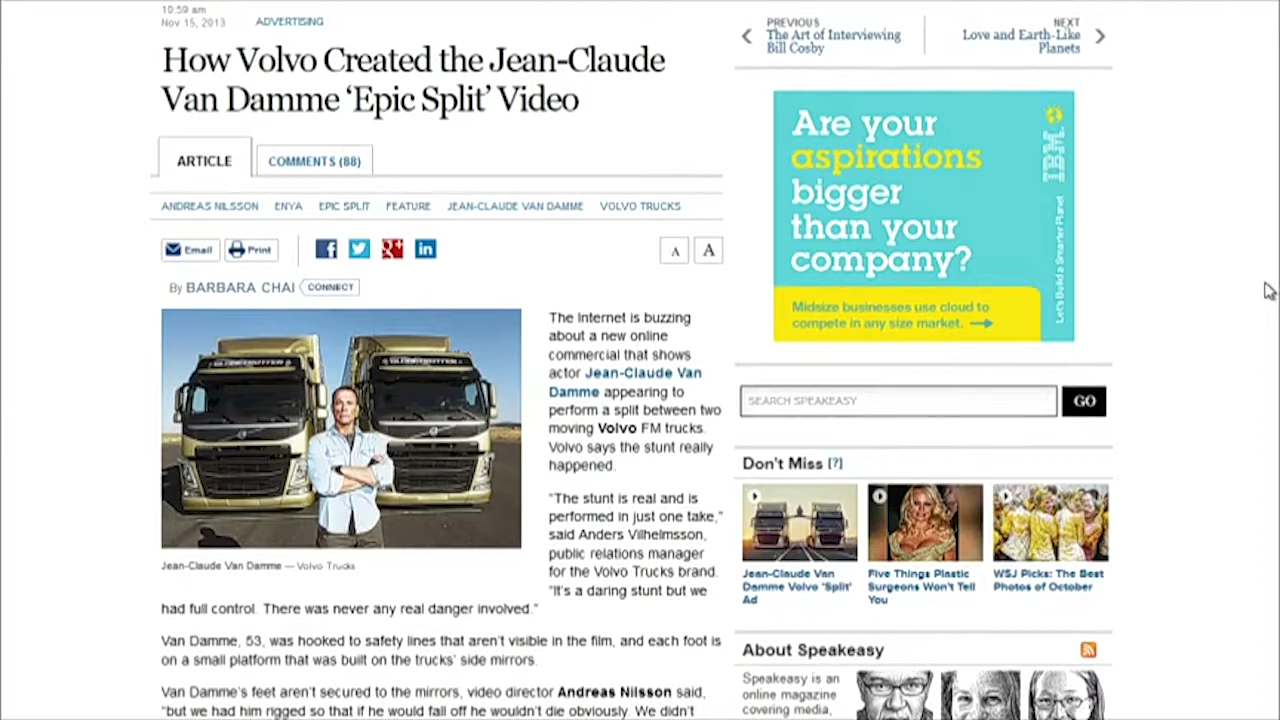 10:59 am
Nov 15, 2013
ADVERTISING
How Volvo Created the Jean-Claude
Van Damme ‘Epic Split’ Video
ARTICLE
COMMENTS (88)
ANDREAS NILSSON
ENYA
EPIC SPLIT
FEATURE
JEAN-CLAUDE VAN DAMME
VOLVO TRUCKS
Email
Print
A
A
By BARBARA CHAI
CONNECT
The Internet is buzzing
about a new online
commercial that shows
actor Jean-Claude Van
Damme appearing to
perform a split between two
moving Volvo FM trucks.
Volvo says the stunt really
happened.
“The stunt is real and is
performed in just one take,”
said Anders Vilhelmsson,
public relations manager
for the Volvo Trucks brand.
“It’s a daring stunt but we
had full control. There was never any real danger involved.”
Jean-Claude Van Damme — Volvo Trucks
Van Damme, 53, was hooked to safety lines that aren’t visible in the film, and each foot is
on a small platform that was built on the trucks’ side mirrors.
Van Damme’s feet aren’t secured to the mirrors, video director Andreas Nilsson said,
“but we had him rigged so that if he would fall off he wouldn’t die obviously. We didn’t
PREVIOUS
The Art of Interviewing
Bill Cosby
NEXT
Love and Earth-Like
Planets
Are your
aspirations
bigger
than your
company?
Midsize businesses use cloud to
compete in any size market.
IBM
Let's Build a Smarter Planet
SEARCH SPEAKEASY
GO
Don't Miss [?]
Jean-Claude Van
Damme Volvo 'Split'
Ad
Five Things Plastic
Surgeons Won't Tell
You
WSJ Picks: The Best
Photos of October
About Speakeasy
Speakeasy is an
online magazine
covering media,